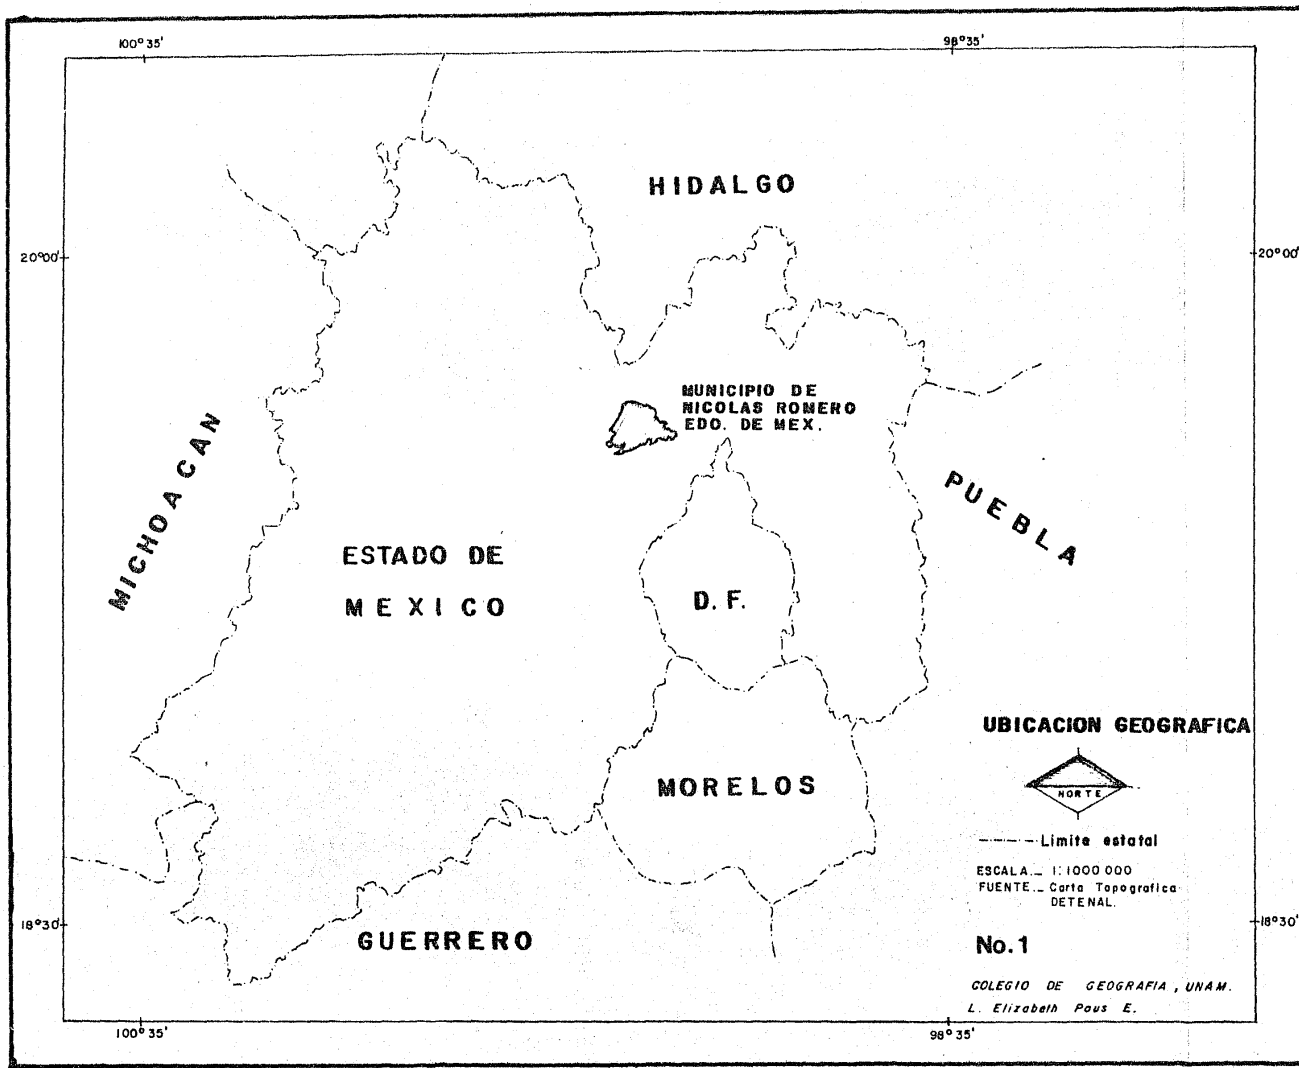 100°35'
98°35'
HIDALGO
20°00'
20°00'
MUNICIPIO DE
NICOLAS ROMERO
EDO. DE MEX.
MICHOACAN
PUEBLA
ESTADO DE
MEXICO
D. F.
UBICACION GEOGRAFICA
MORELOS
NORTE
Limite estatal
ESCALA._ 1:1000 000
FUENTE._ Carta Topografica
DETENAL.
18°30'
18°30'
GUERRERO
No. 1
COLEGIO DE GEOGRAFIA, UNAM.
L. Elizabeth Pous E.
100°35'
98°35'